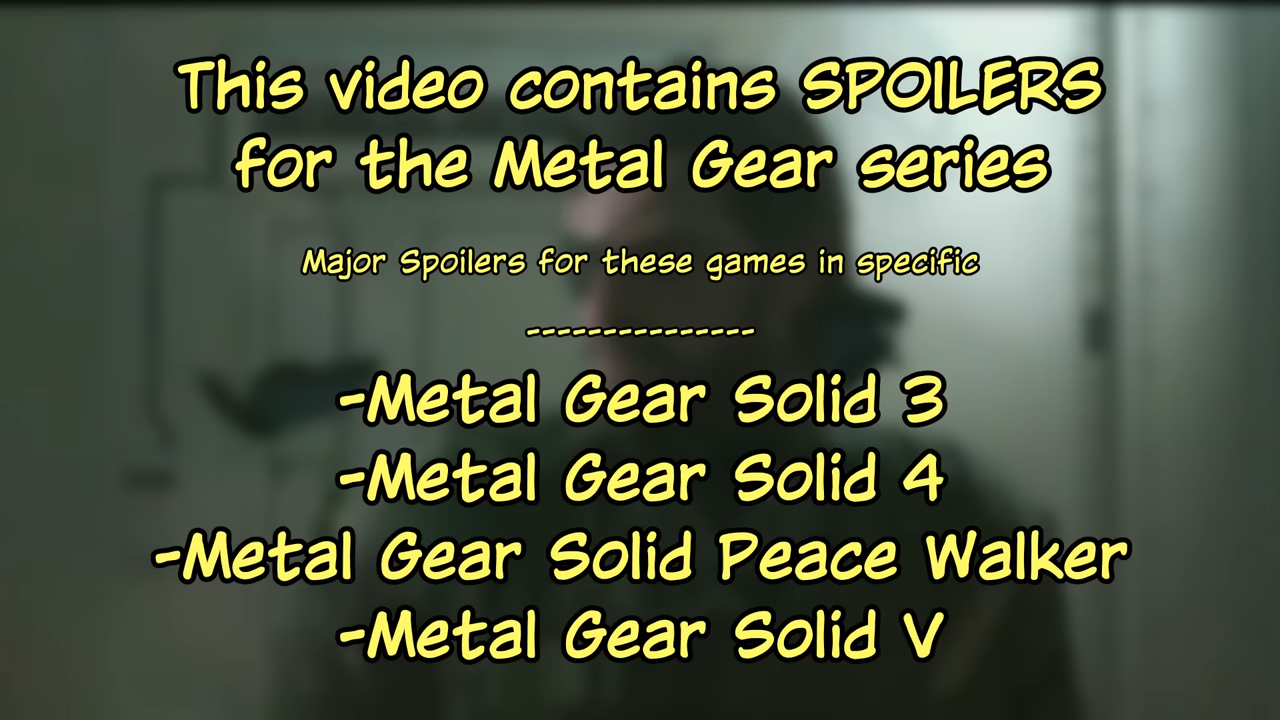 This video contains SPOILERS
for the Metal Gear series
Major Spoilers for these games in specific
---------------
-Metal Gear Solid 3
-Metal Gear Solid 4
-Metal Gear Solid Peace Walker
-Metal Gear Solid V